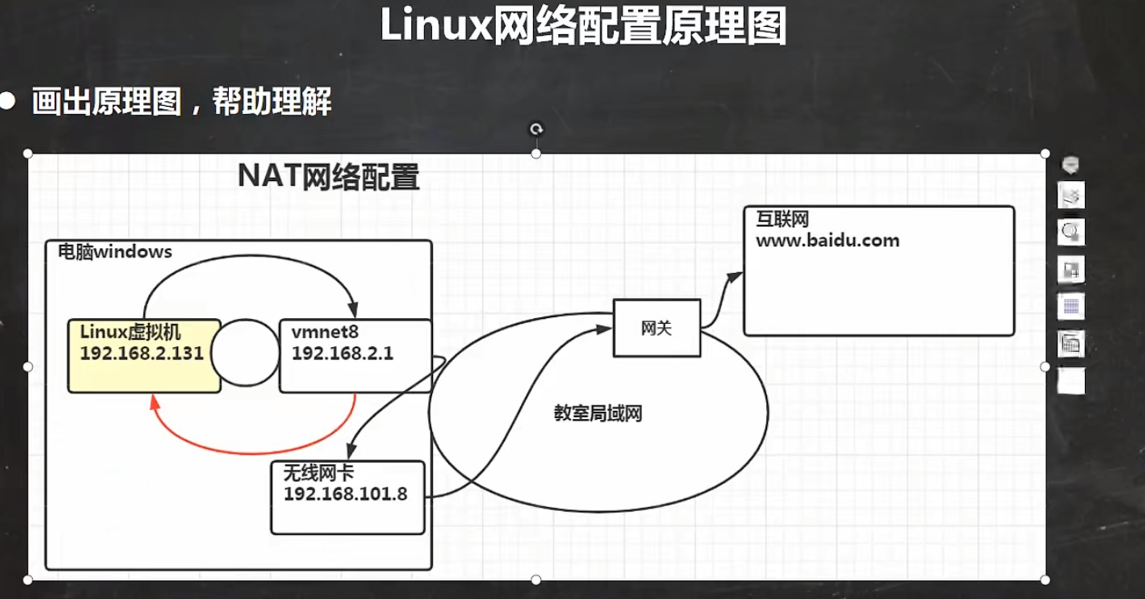 Linux网络配置原理图
画出原理图，帮助理解
NAT网络配置
电脑windows
Linux虚拟机
192.168.2.131
vmnet8
192.168.2.1
无线网卡
192.168.101.8
教室局域网
网关
互联网
www.baidu.com